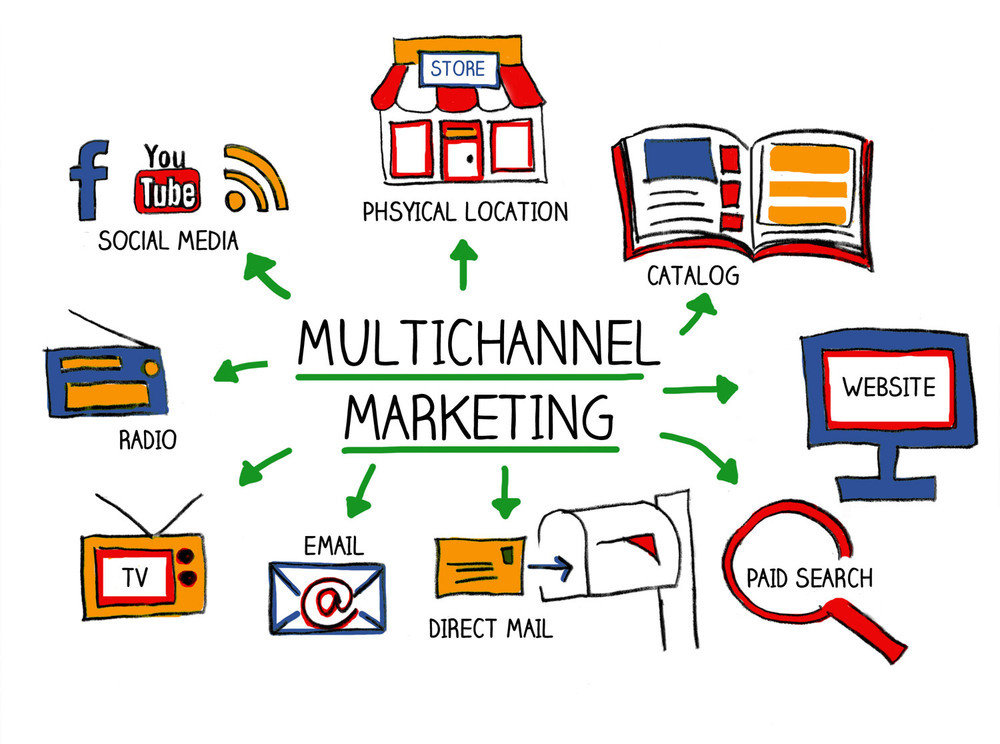 STORE
PHSYICAL LOCATION
f
You
Tube
SOCIAL MEDIA
CATALOG
MULTICHANNEL
MARKETING
RADIO
WEBSITE
TV
EMAIL
@
DIRECT MAIL
PAID SEARCH